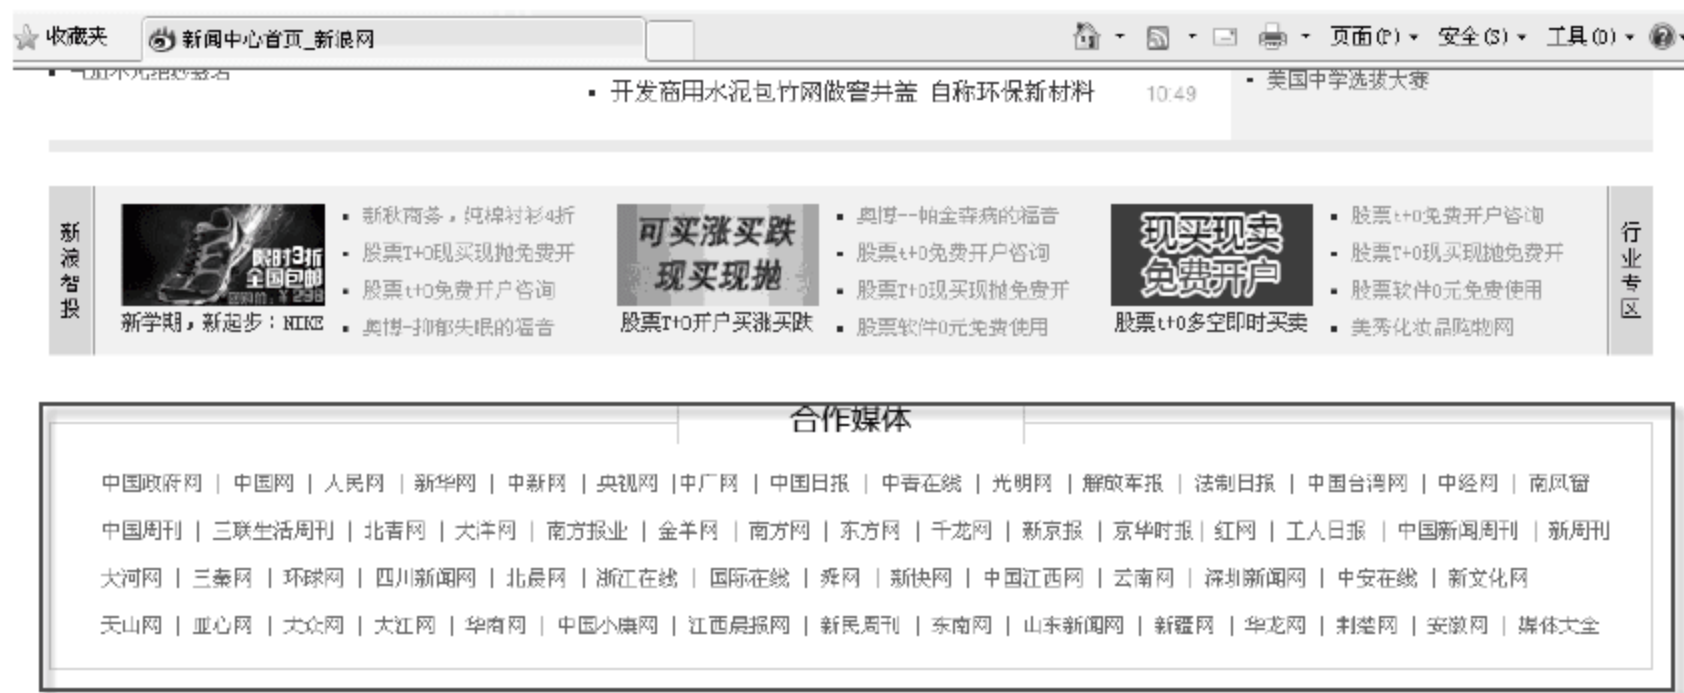 收藏夹 新闻中心首页_新浪网 页面(P) 安全(S) 工具(O)
开发商用水泥包竹网做窨井盖 自称环保新材料 10:49
美国中学选拔大赛
新浪智投
限时3折
全国包邮
新学期，新起步：NIKE
新秋商务，纯棉衬衫4折
股票T+0现买现抛免费开
股票t+0免费开户咨询
奥博-抑郁失眠的福音
可买涨买跌
现买现抛
股票T+0开户买涨买跌
奥博--帕金森病的福音
股票t+0免费开户咨询
股票T+0现买现抛免费开
股票软件0元免费使用
现买现卖
免费开户
股票t+0多空即时买卖
股票t+0免费开户咨询
股票T+0现买现抛免费开
股票软件0元免费使用
美秀化妆品购物网
行业专区
合作媒体
中国政府网 | 中国网 | 人民网 | 新华网 | 中新网 | 央视网 |中广网 | 中国日报 | 中青在线 | 光明网 | 解放军报 | 法制日报 | 中国台湾网 | 中经网 | 南风窗
中国周刊 | 三联生活周刊 | 北青网 | 大洋网 | 南方报业 | 金羊网 | 南方网 | 东方网 | 千龙网 | 新京报 | 京华时报| 红网 | 工人日报 | 中国新闻周刊 | 新周刊
大河网 | 三秦网 | 环球网 | 四川新闻网 | 北晨网 | 浙江在线 | 国际在线 | 舜网 | 新快网 | 中国江西网 | 云南网 | 深圳新闻网 | 中安在线 | 新文化网
天山网 | 亚心网 | 大众网 | 大江网 | 华商网 | 中国小康网 | 江西晨报网 | 新民周刊 | 东南网 | 山东新闻网 | 新疆网 | 华龙网 | 荆楚网 | 安徽网 | 媒体大全